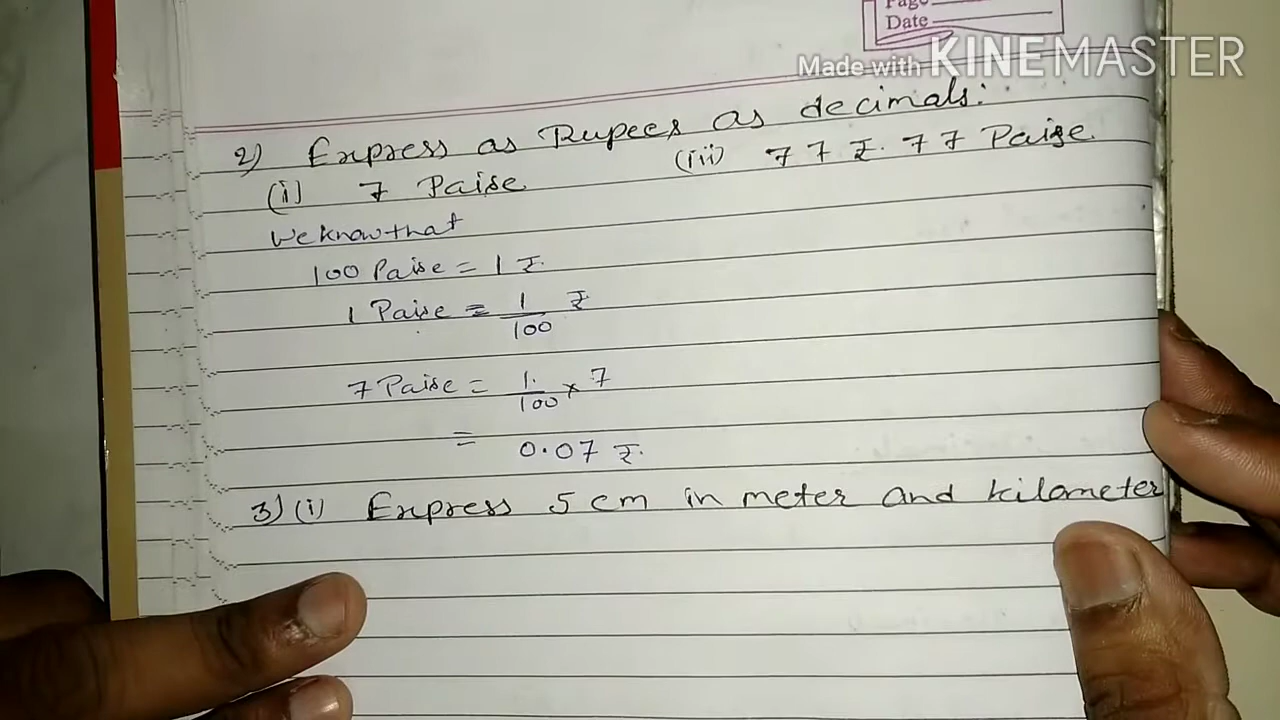 Page
Date
Made with KINEMASTER
2) Express as Rupees as decimals:
(i) 7 Paise (iii) 77 ₹. 77 Paise.
We know that
100 Paise = 1 ₹.
1 Paise = 1/100 ₹
7 Paise = 1/100 × 7
= 0.07 ₹.
3) (i) Express 5 cm in meter and kilometer